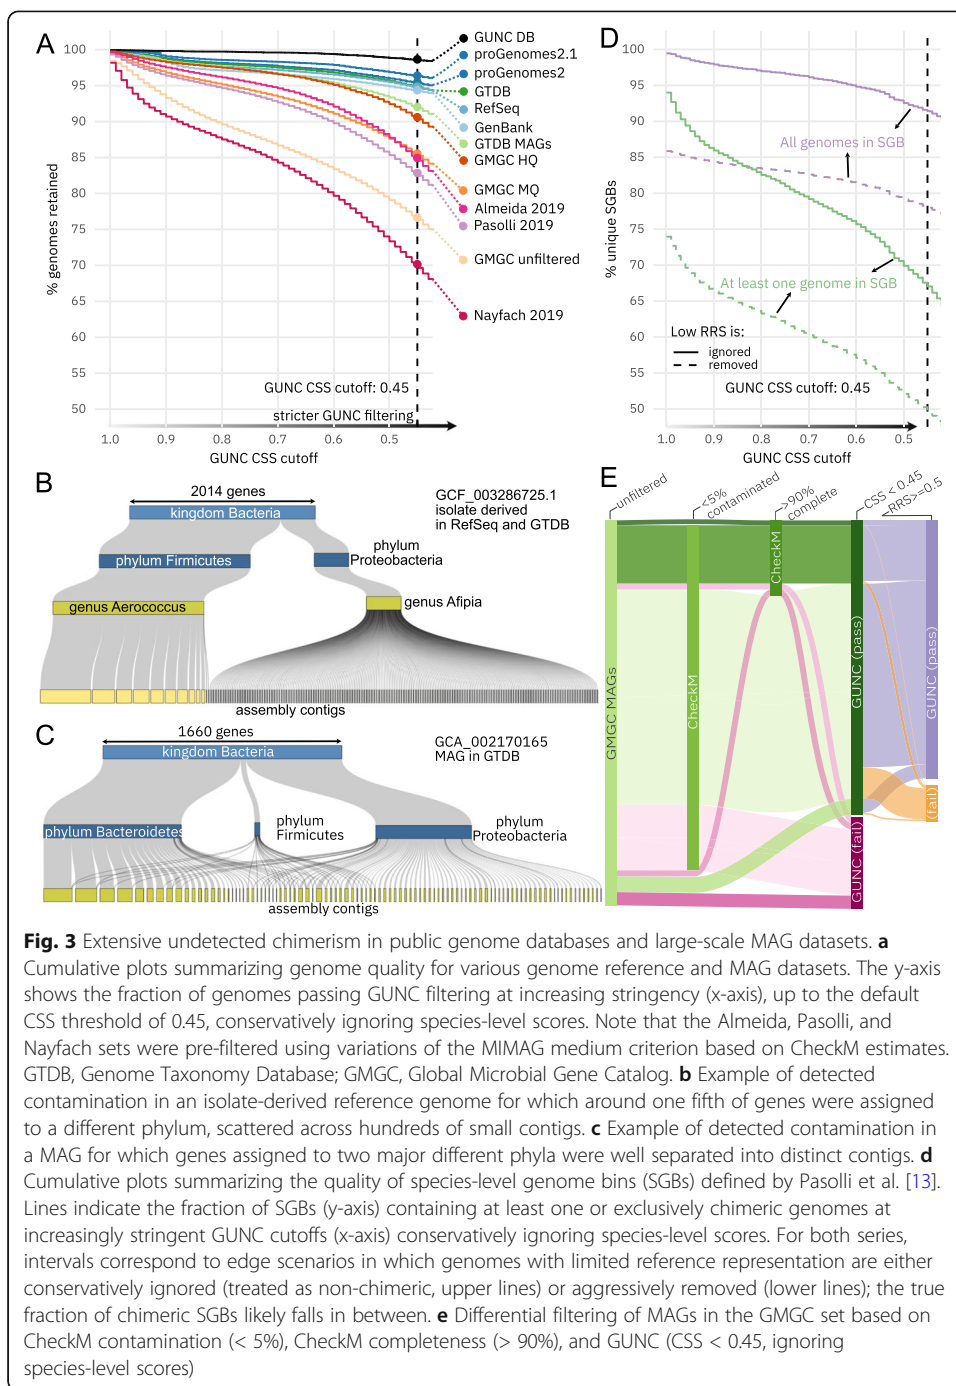 A
100
95
90
85
80
75
70
65
60
55
50
% genomes retained
GUNC DB
proGenomes2.1
proGenomes2
GTDB
RefSeq
GenBank
GTDB MAGs
GMGC HQ
GMGC MQ
Almeida 2019
Pasolli 2019
GMGC unfiltered
Nayfach 2019
GUNC CSS cutoff: 0.45
stricter GUNC filtering
1.0 0.9 0.8 0.7 0.6 0.5
GUNC CSS cutoff
D
100
95
90
85
80
75
70
65
60
55
50
% unique SGBs
All genomes in SGB
At least one genome in SGB
Low RRS is:
ignored
removed
GUNC CSS cutoff: 0.45
1.0 0.9 0.8 0.7 0.6 0.5
GUNC CSS cutoff
B
2014 genes
kingdom Bacteria
GCF_003286725.1
isolate derived
in RefSeq and GTDB
phylum Firmicutes
phylum
Proteobacteria
genus Aerococcus
genus Afipia
assembly contigs
C
1660 genes
kingdom Bacteria
GCA_002170165
MAG in GTDB
phylum Bacteroidetes
phylum
Firmicutes
phylum
Proteobacteria
assembly contigs
E
unfiltered
<5%
contaminated
>90%
complete
CSS < 0.45
RRS>=0.5
GMGC MAGs
CheckM
CheckM
GUNC (pass)
GUNC (fail)
GUNC (pass)
(fail)
Fig. 3 Extensive undetected chimerism in public genome databases and large-scale MAG datasets. a
Cumulative plots summarizing genome quality for various genome reference and MAG datasets. The y-axis
shows the fraction of genomes passing GUNC filtering at increasing stringency (x-axis), up to the default
CSS threshold of 0.45, conservatively ignoring species-level scores. Note that the Almeida, Pasolli, and
Nayfach sets were pre-filtered using variations of the MIMAG medium criterion based on CheckM estimates.
GTDB, Genome Taxonomy Database; GMGC, Global Microbial Gene Catalog. b Example of detected
contamination in an isolate-derived reference genome for which around one fifth of genes were assigned
to a different phylum, scattered across hundreds of small contigs. c Example of detected contamination in
a MAG for which genes assigned to two major different phyla were well separated into distinct contigs. d
Cumulative plots summarizing the quality of species-level genome bins (SGBs) defined by Pasolli et al. [13].
Lines indicate the fraction of SGBs (y-axis) containing at least one or exclusively chimeric genomes at
increasingly stringent GUNC cutoffs (x-axis) conservatively ignoring species-level scores. For both series,
intervals correspond to edge scenarios in which genomes with limited reference representation are either
conservatively ignored (treated as non-chimeric, upper lines) or aggressively removed (lower lines); the true
fraction of chimeric SGBs likely falls in between. e Differential filtering of MAGs in the GMGC set based on
CheckM contamination (< 5%), CheckM completeness (> 90%), and GUNC (CSS < 0.45, ignoring
species-level scores)